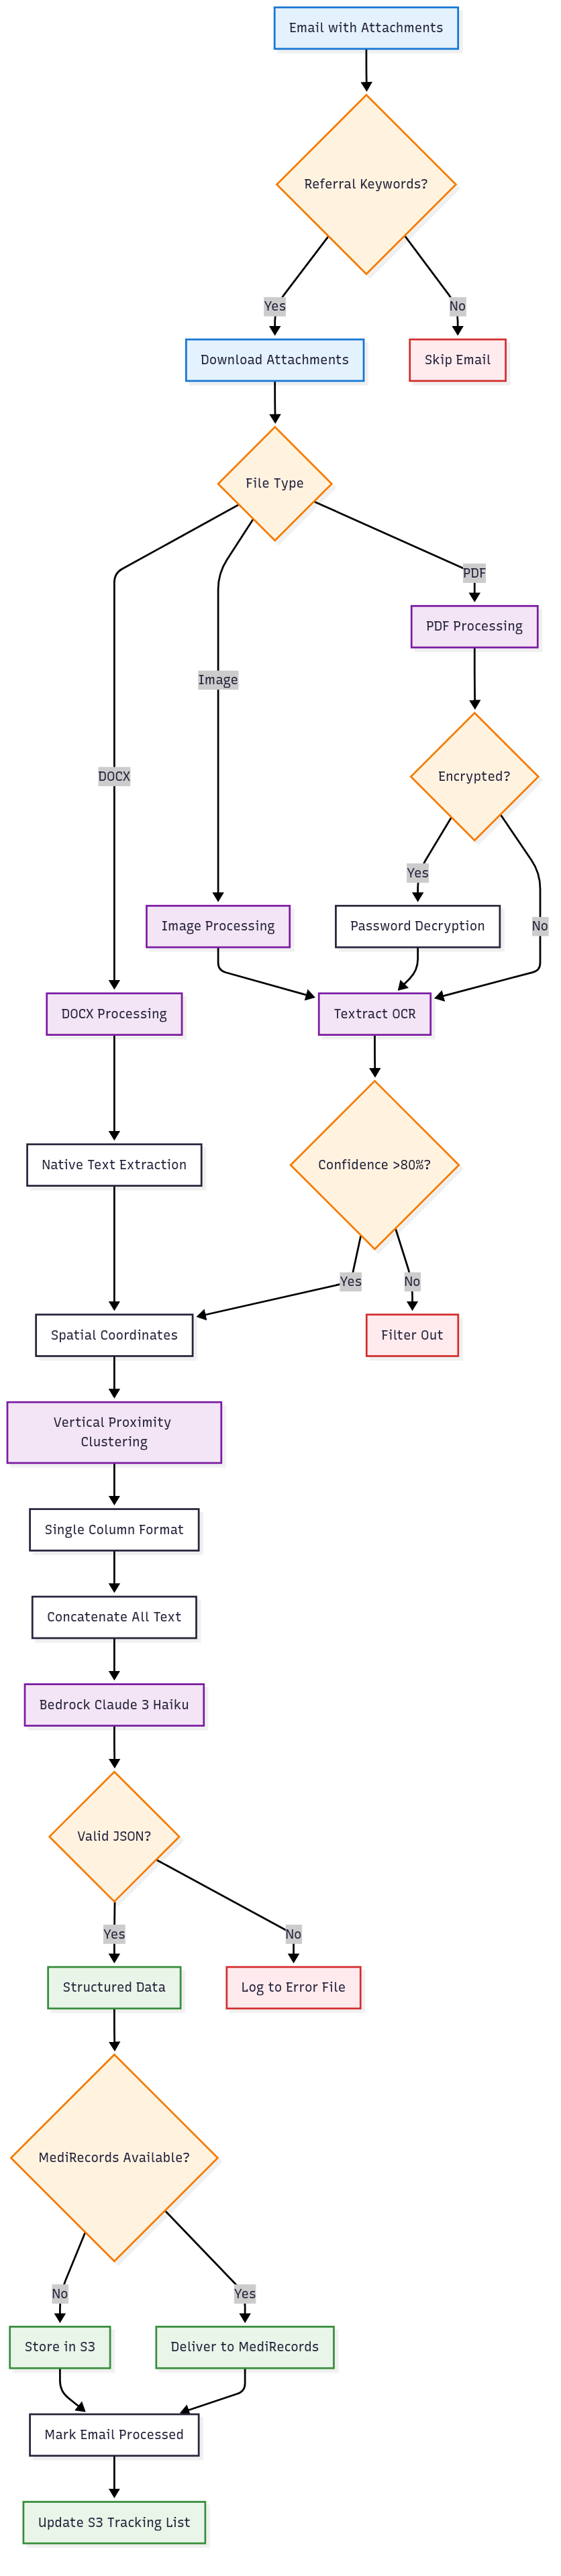 Email with Attachments
Referral Keywords?
Yes
No
Download Attachments
Skip Email
File Type
PDF
PDF Processing
Image
DOCX
Encrypted?
Yes
Image Processing
Password Decryption
No
DOCX Processing
Textract OCR
Native Text Extraction
Confidence >80%?
Yes
No
Spatial Coordinates
Filter Out
Vertical Proximity
Clustering
Single Column Format
Concatenate All Text
Bedrock Claude 3 Haiku
Valid JSON?
Yes
No
Structured Data
Log to Error File
MediRecords Available?
No
Yes
Store in S3
Deliver to MediRecords
Mark Email Processed
Update S3 Tracking List